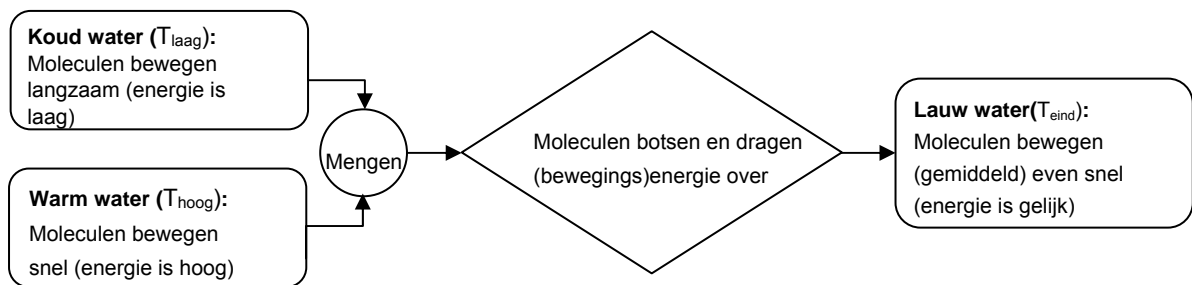 Koud water (Tlaag):
Moleculen bewegen
langzaam (energie is
laag)
Warm water (Thoog):
Moleculen bewegen
snel (energie is hoog)
Mengen
Moleculen botsen en dragen
(bewegings)energie over
Lauw water(Teind):
Moleculen bewegen
(gemiddeld) even snel
(energie is gelijk)